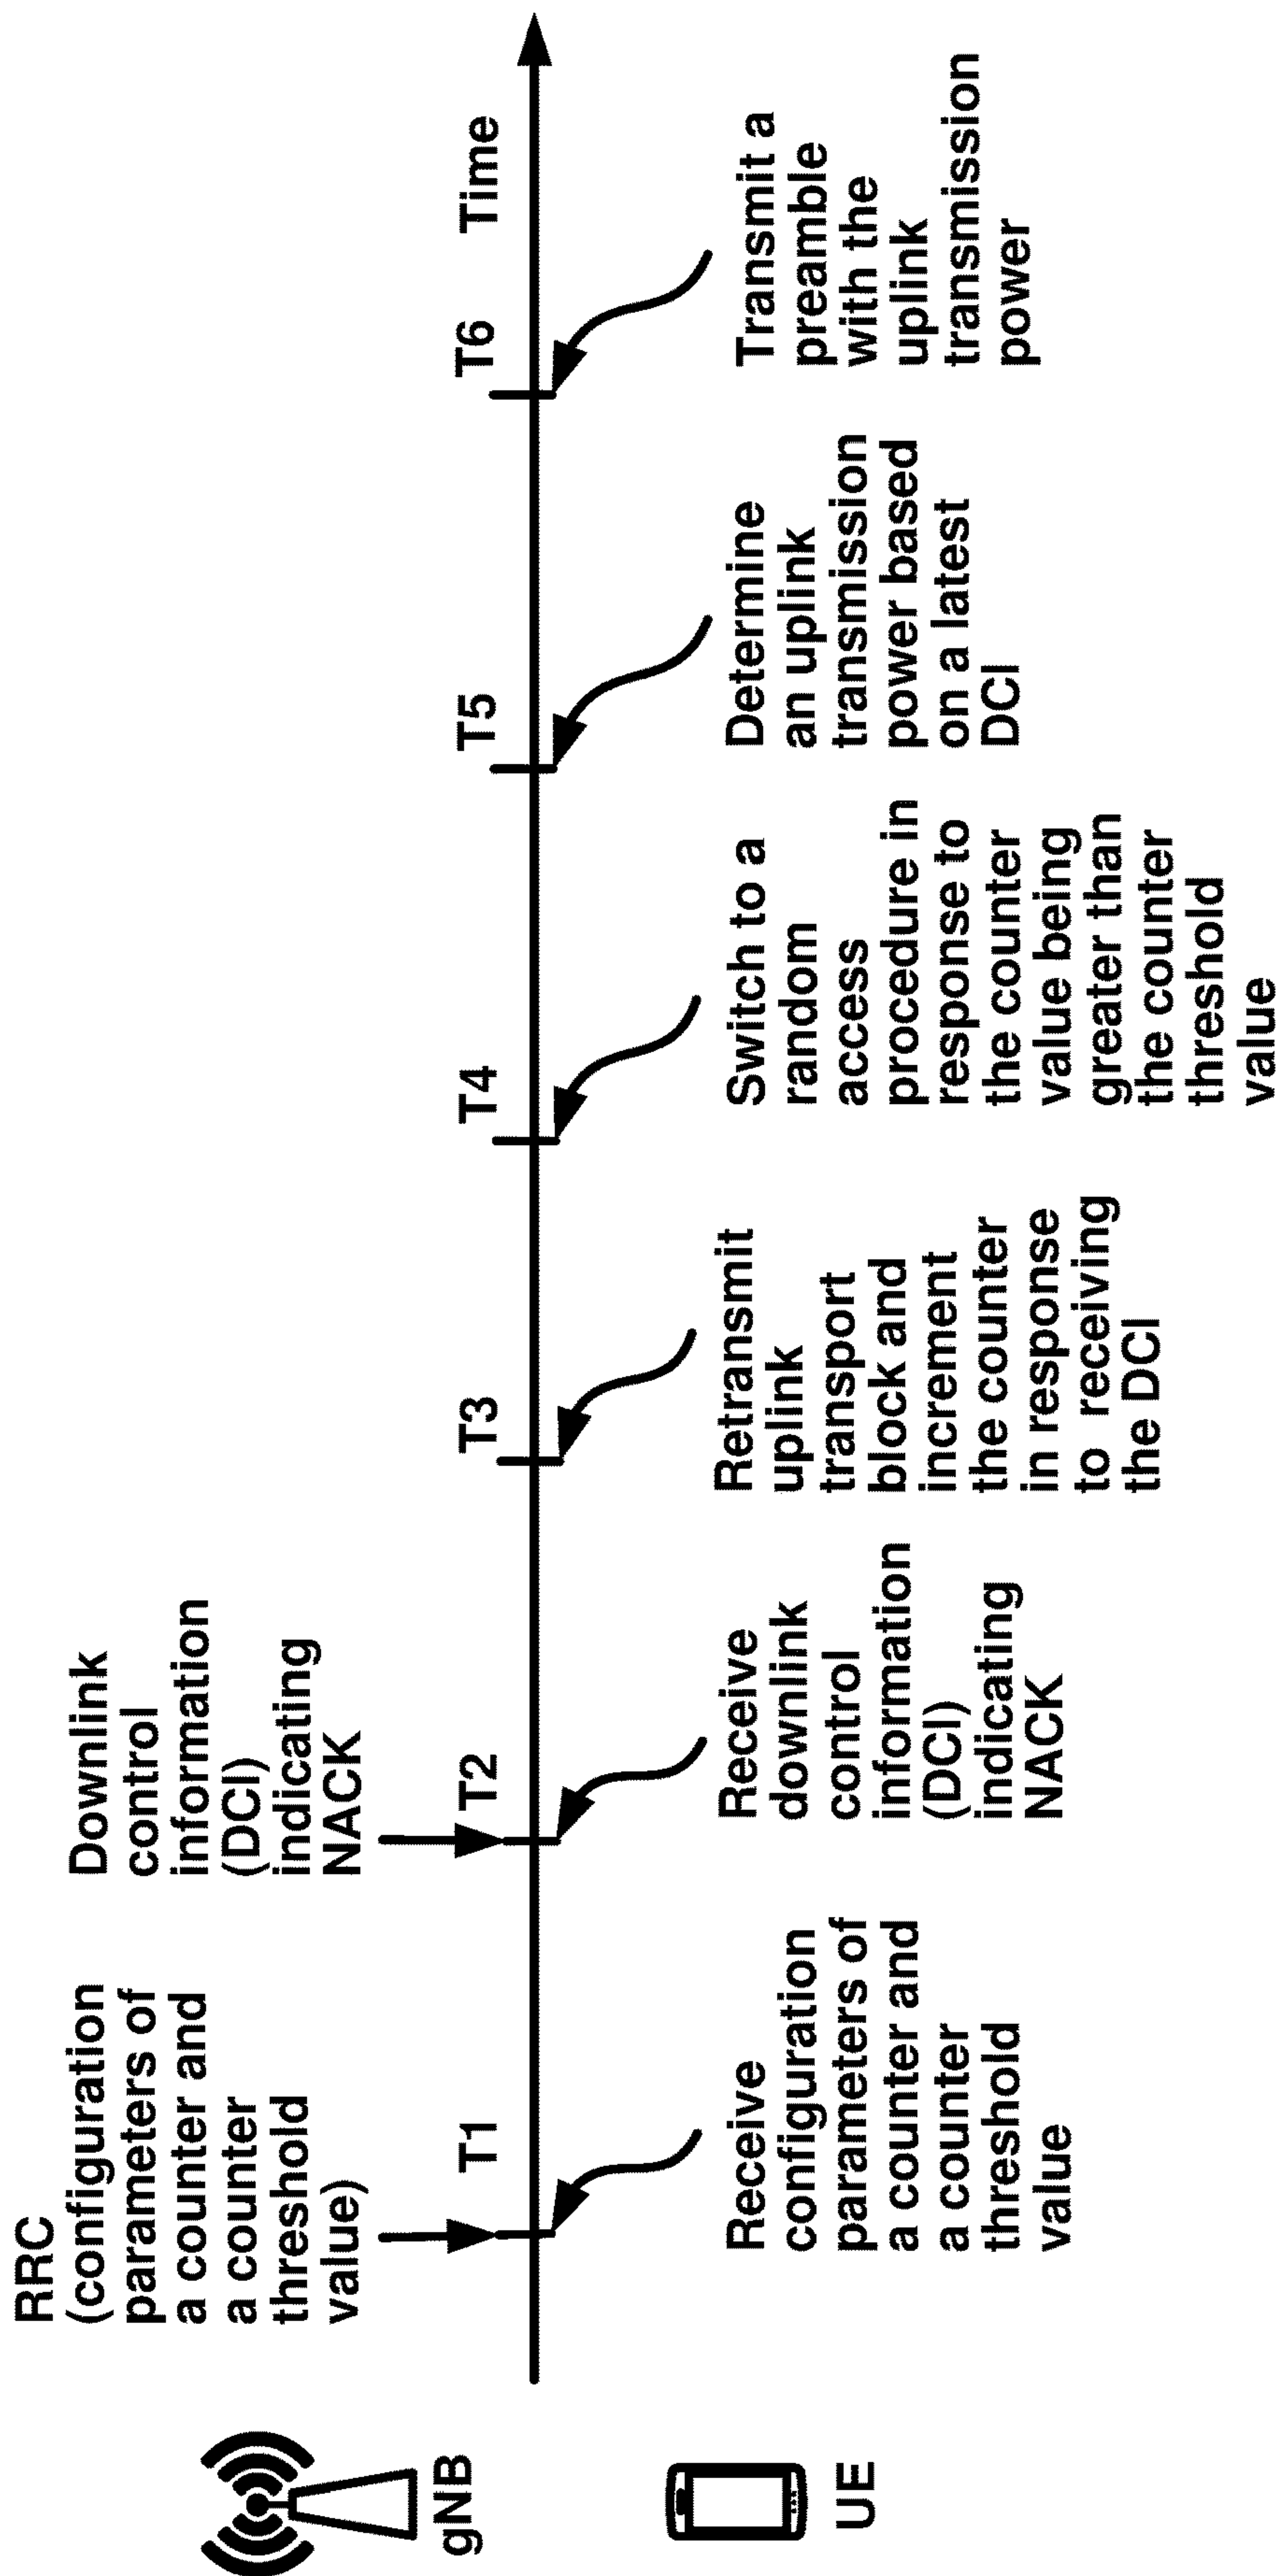 RRC
(configuration
parameters of
a counter and
a counter
threshold
value)
Downlink
control
information
(DCI)
indicating
NACK
gNB
T1
T2
T3
T4
T5
T6
Time
UE
Receive
configuration
parameters of
a counter and
a counter
threshold
value
Receive
downlink
control
information
(DCI)
indicating
NACK
Retransmit
uplink
transport
block and
increment
the counter
in response
to receiving
the DCI
Switch to a
random
access
procedure in
response to
the counter
value being
greater than
the counter
threshold
value
Determine
an uplink
transmission
power based
on a latest
DCI
Transmit a
preamble
with the
uplink
transmission
power